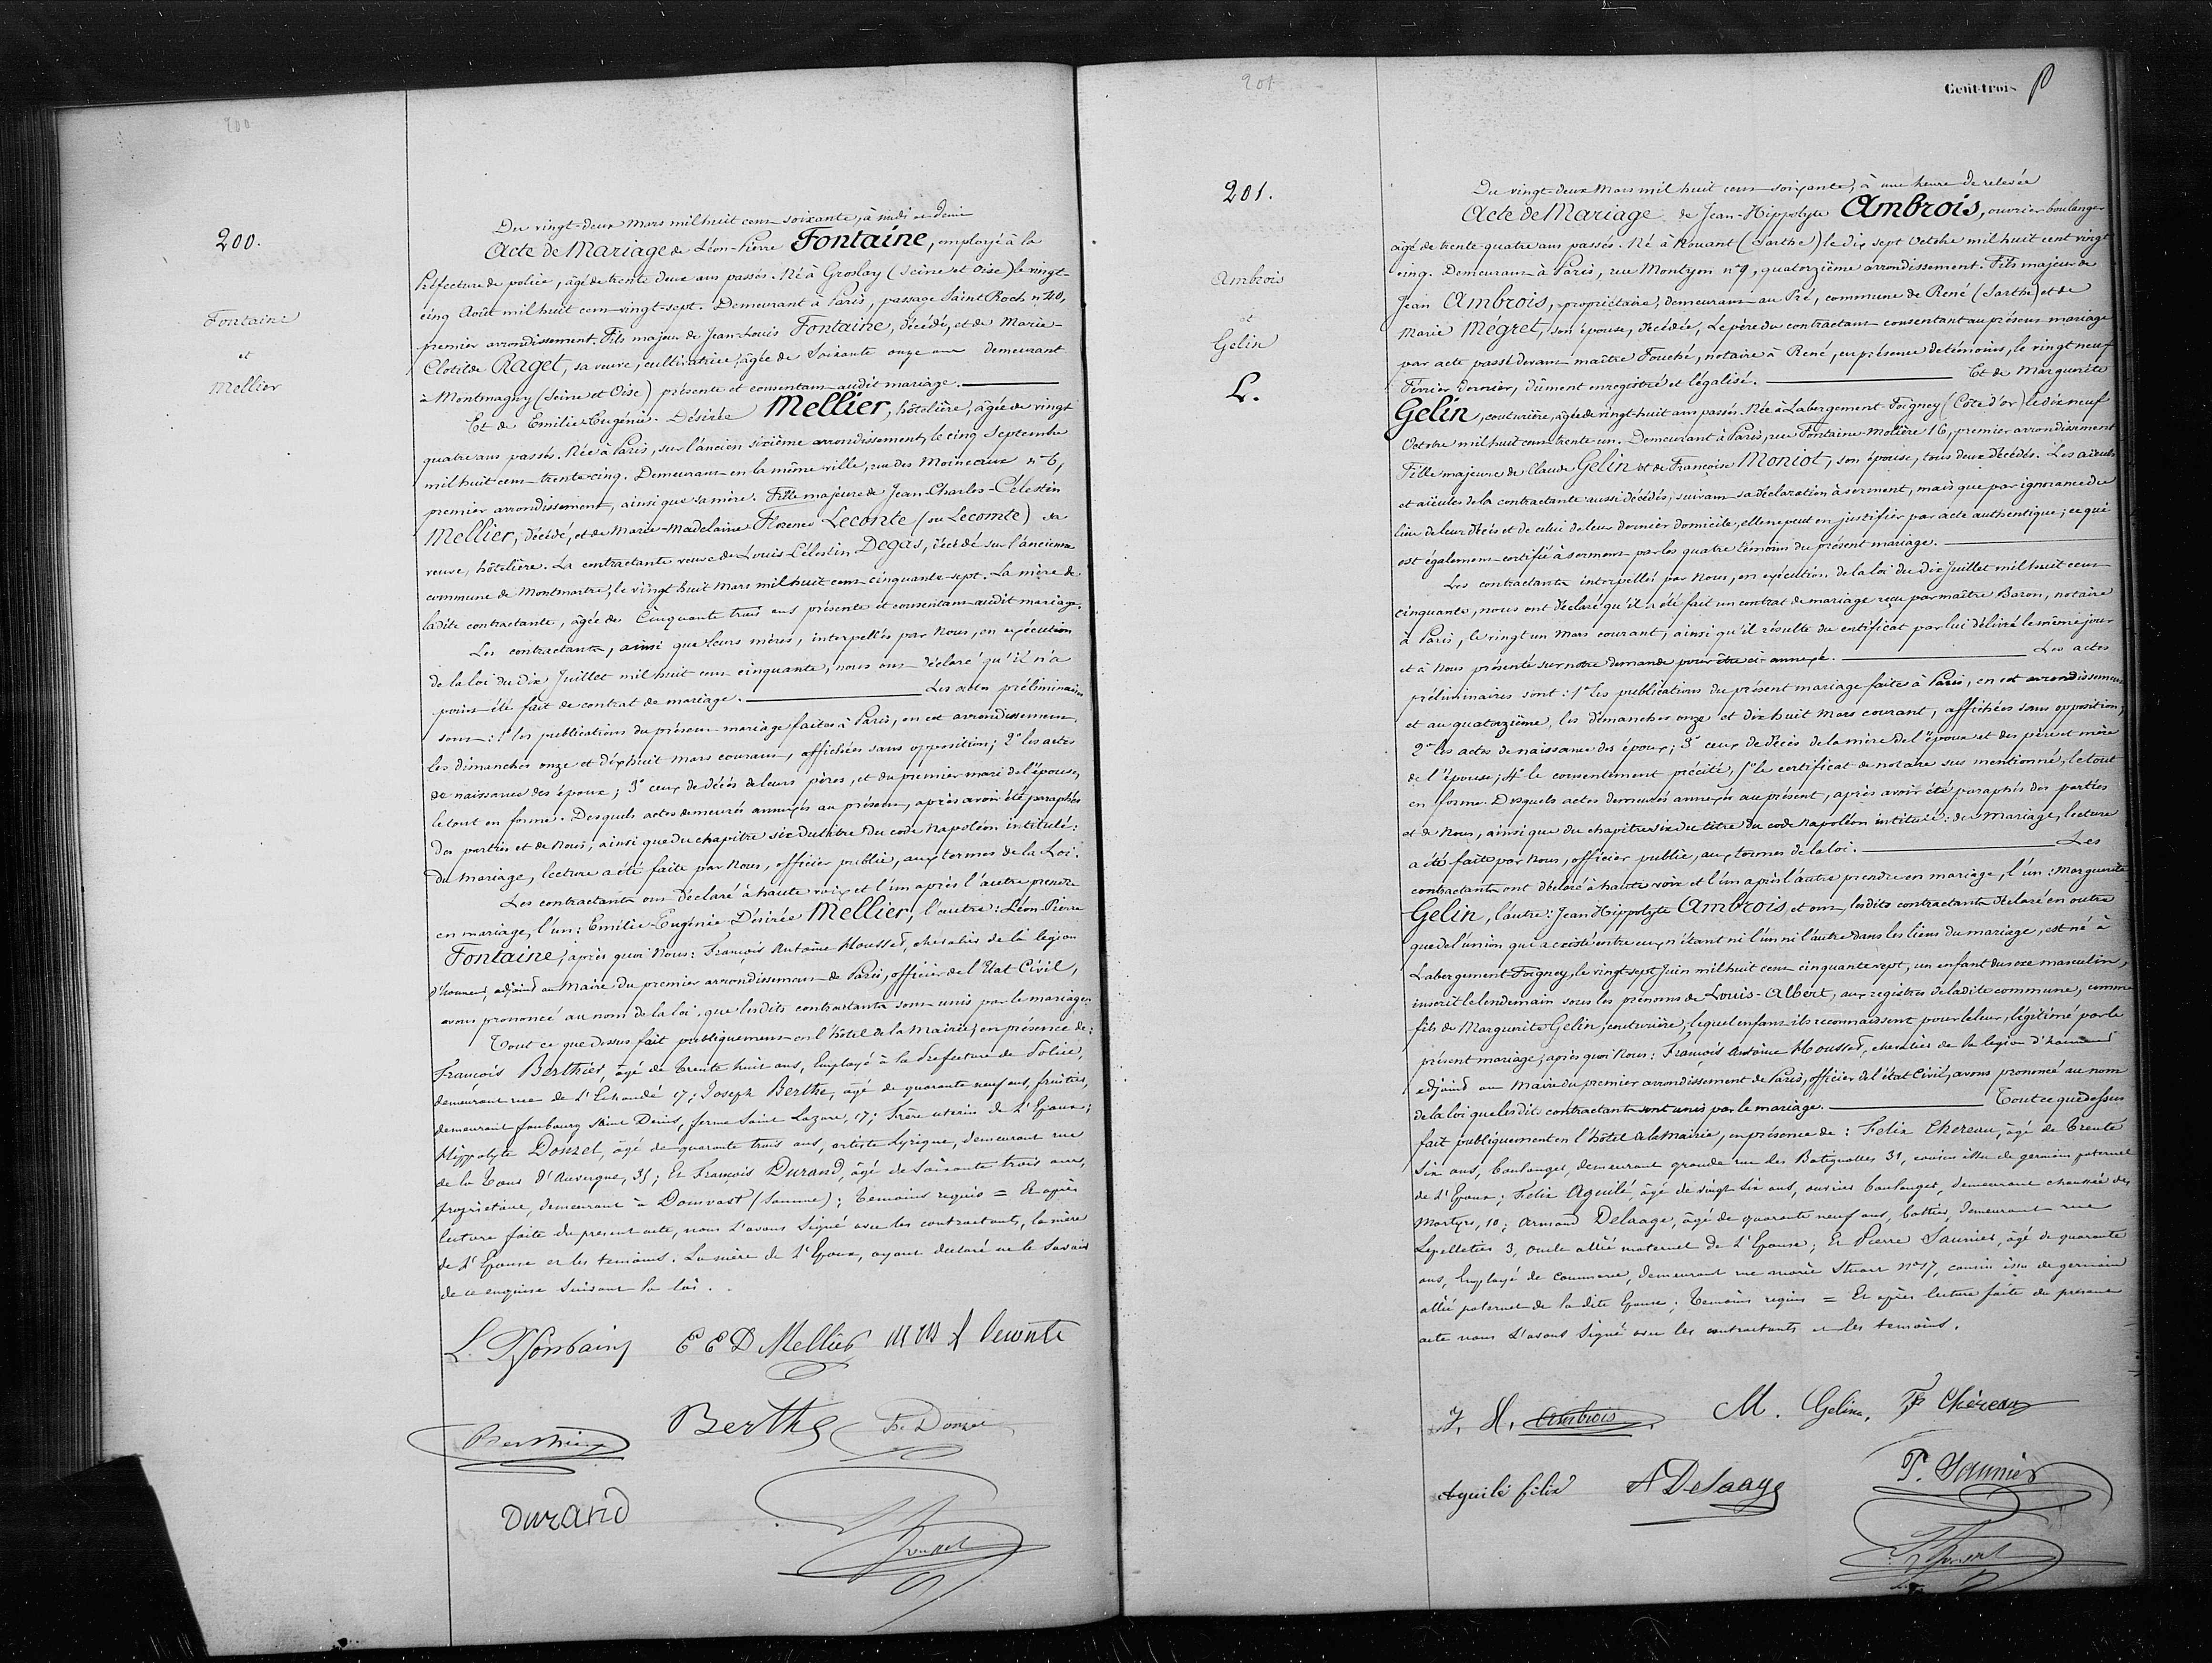 200
200.
Fontaine
et
Mellier
Du vingt-deux Mars mil huit cent soixante, à midi et demie
Acte de Mariage de Léon-Pierre Fontaine, employé à la
Préfecture de police, âgé de trente deux ans passés. Né à Groslay (Seine et Oise) le vingt-
cinq Août mil huit cent vingt-sept. Demeurant à Paris, passage Saint Roch n° 40,
premier arrondissement. Fils majeur de Jean-Louis Fontaine, décédé, et de Marie-
Clotilde Raget, sa veuve, cultivatrice, âgée de Soixante onze ans demeurant
à Montmagny (Seine et Oise) présente et consentant audit mariage.
Et de Emilie-Eugénie-Désirée Mellier, hôtelière, âgée de vingt
quatre ans passés. Née à Paris, sur l'ancien sixième arrondissement, le cinq Septembre
mil huit cent trente-cinq. Demeurant en la même ville, rue des Moineaux n° 6,
premier arrondissement, ainsi que sa mère. Fille majeure de Jean-Charles-Célestin
Mellier, décédé, et de Marie-Madelaine Florence Leconte (ou Lecomte) sa
veuve, hôtelière. La contractante veuve de Louis Célestin Degas, décédé sur l'ancienne
commune de Montmartre, le vingt huit Mars mil huit cent cinquante-sept. La mère de
ladite contractante, âgée de Cinquante trois ans présente et consentant audit mariage.
Les contractants, ainsi que leurs mères, interpellés par Nous, en exécution
de la loi du dix Juillet mil huit cent cinquante, nous ont déclaré qu'il n'a
point été fait de contrat de mariage. Les actes préliminaires
sont: 1° les publications du présent mariage faites à Paris, en cet arrondissement
les dimanches onze et dix huit Mars courant, affichées sans opposition; 2° les actes
de naissance des époux; 3° ceux de décès de leurs pères, et du premier mari de l'épouse,
le tout en forme. Desquels actes demeurés annexés au présent, après avoir été paraphés
des parties et de Nous, ainsi que du chapitre six du titre du code Napoléon intitulé:
du Mariage, lecture a été faite par Nous, officier public, aux termes de la Loi.
Les contractants ont déclaré à haute voix et l'un après l'autre prendre
en mariage, l'un: Emilie-Eugénie Désirée Mellier, l'autre: Léon-Pierre
Fontaine, après quoi Nous: François Antoine Housset, chevalier de la legion
d'honneur, adjoint au Maire du premier arrondissement de Paris, officier de l'Etat Civil,
avons prononcé au nom de la loi, que lesdits contractants sont unis par le mariage.
Tout ce que dessus fait publiquement en l'hôtel de la Mairie, en présence de:
François Berthier, âgé de Trente huit ans, Employé à la Prefecture de Police,
demeurant rue de l'Echaudé 17; Joseph Berthe, âgé de quarante neuf ans, fruitier,
demeurant faubourg Saint Denis, ferme Saint Lazare, 17; Frère uterin de l'Epoux;
Hippolyte Donzel, âgé de quarante trois ans, artiste Lyrique, demeurant rue
de la Tour d'Auvergne, 35; Et François Durand, âgé de Soixante trois ans,
propriétaire, demeurant à Domvast (Somme); Temoins requis = Et après
lecture faite du present acte, nous l'avons Signé avec les contractants, la mère
de l'Epouse et les temoins. La mère de l'Epoux, ayant declaré ne le Savoir
de ce enquise Suivant la loi.
L. P Fontaine E E D Mellier M M f leconte
Berthier Berthe h. Donzel
Durand
Housset
201
Cent-trois
201.
Ambrois
et
Gelin
L.
Du vingt-deux Mars mil huit cent soixante, à une heure de relevée
Acte de Mariage de Jean-Hippolyte Ambrois, ouvrier boulanger
âgé de trente quatre ans passés. Né à Rouant (Sarthe) le dix sept Octobre mil huit cent vingt
cinq. Demeurant à Paris, rue Montyon n° 9, quatorzième arrondissement. Fils majeur de
Jean Ambrois, propriétaire, demeurant au Pré, commune de René (Sarthe) et de
Marie Mégret, son épouse, décédée, Le père du contractant consentant au présent mariage
par acte passé devant maître Fouché, notaire à René, en présence de témoins, le vingt neuf
Février dernier, dûment enregistré et légalisé. Et de Marguerite
Gelin, couturière, âgée de vingt-huit ans passés. Née à Labergement-Foigney (Côte d'or) le dix neuf
Octobre mil huit cent trente un. Demeurant à Paris, rue Fontaine-Molière 16, premier arrondissement
Fille majeure de Claude Gelin et de Francoise Moniot, son épouse, tous deux décédés. Les aïeuls
et aïeules de la contractante aussi décédés, suivant sa déclaration à serment, mais que par ignorance du
lieu de leur décès et de celui de leur dernier domicile, elle ne peut en justifier par acte authentique; ce qui
est également certifié à serment par les quatre témoins du présent mariage.
Les contractants interpellés par Nous, en exécution de la loi du dix Juillet mil huit cent
cinquante, nous ont déclaré qu'il a été fait un contrat de mariage reçu par maître Baron, notaire
à Paris, le vingt un Mars courant, ainsi qu'il résulte du certificat par lui délivré le même jour
et à Nous présenté sur notre demande pour être ci-annexé. Les actes
préliminaires sont: 1° les publications du présent mariage faites à Paris, en cet arrondissement
et au quatorzième, les dimanches onze et dix huit Mars courant, affichées sans opposition;
2° les actes de naissance des époux; 3° ceux de décès de la mère de l'époux et des père et mère
de l'épouse; 4° le consentement précité, 5° le certificat de notaire sus mentionné, le tout
en forme. Desquels actes demeurés annexés au présent, après avoir été paraphés des parties
et de Nous, ainsi que du chapitre six du titre du code Napoléon intitulé: du Mariage, lecture
a été faite par Nous, officier public, aux termes de la loi. Les
contractants ont déclaré à haute voix et l'un après l'autre prendre en mariage, l'un: Marguerite
Gelin, l'autre: Jean Hippolyte Ambrois, et ont, lesdits contractants déclaré en outre
que de l'union qui a existé entre eux, n'étant ni l'un ni l'autre dans les liens du mariage, est né à
Labergement-Foigney, le vingt-sept Juin mil huit cent cinquante sept, un enfant du sexe masculin,
inscrit le lendemain sous les prénoms de Louis-Albert, aux registres de ladite commune, comme
fils de Marguerite Gelin, couturière, lequel enfant ils reconnaissent pour le leur, légitimé par le
présent mariage, après quoi Nous: François Antoine Housset, chevalier de la legion d'honneur
adjoint au Maire du premier arrondissement de Paris, officier de l'état Civil, avons prononcé au nom
de la loi que lesdits contractants sont unis par le mariage. Tout ce que dessus
fait publiquement en l'hôtel de la Mairie, en présence de: Felix Chereau, âgé de Trente
Six ans, boulanger, demeurant grande rue des Batignolles 31, cousin issu de germain paternel
de l'Epoux; Felix Aguilé, âgé de vingt Six ans, ouvrier boulanger, demeurant chaussée des
Martyrs, 10; Armand Delaage, âgé de quarante neuf ans, bottier, demeurant rue
Lepelletier 3, oncle allié maternel de l'Epouse; Et Pierre Saunier, âgé de quarante
ans, Employé de commerce, demeurant rue marie Stuart n° 17, cousin issu de germain
allié paternel de la dite Epouse; Temoins requis = Et après lecture faite du present
acte nous l'avons Signé avec les contractants et les temoins.
J. H. Ambrois M. Gelin, F Chéreau
Aguilé félix A Delaage P. Saunier
Housset